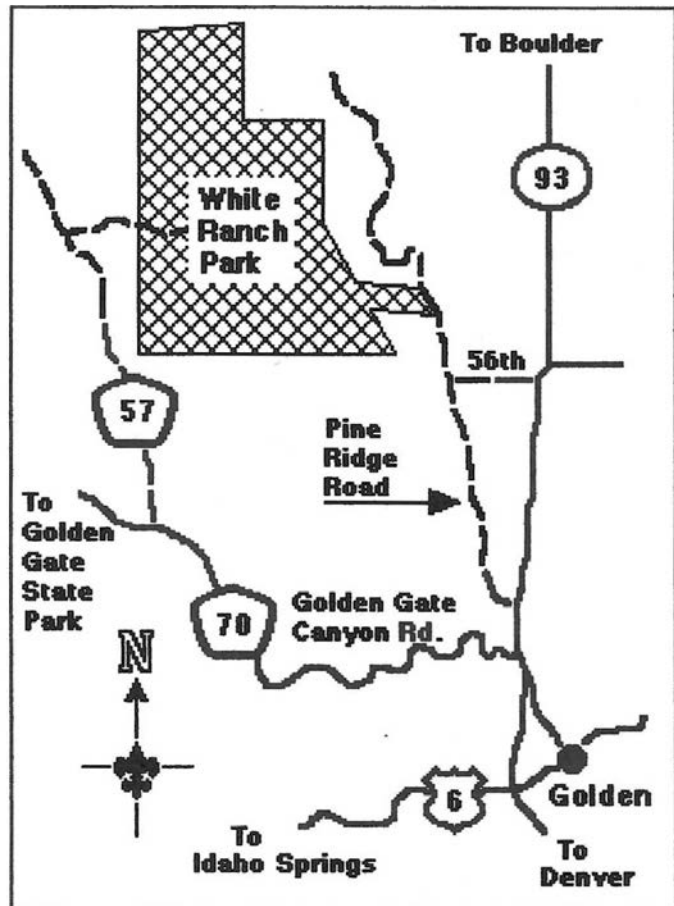 To Boulder
93
White
Ranch
Park
56th
57
Pine
Ridge
Road
To
Golden
Gate
State
Park
70
Golden Gate
Canyon Rd.
N
6
Golden
To
Idaho Springs
To
Denver